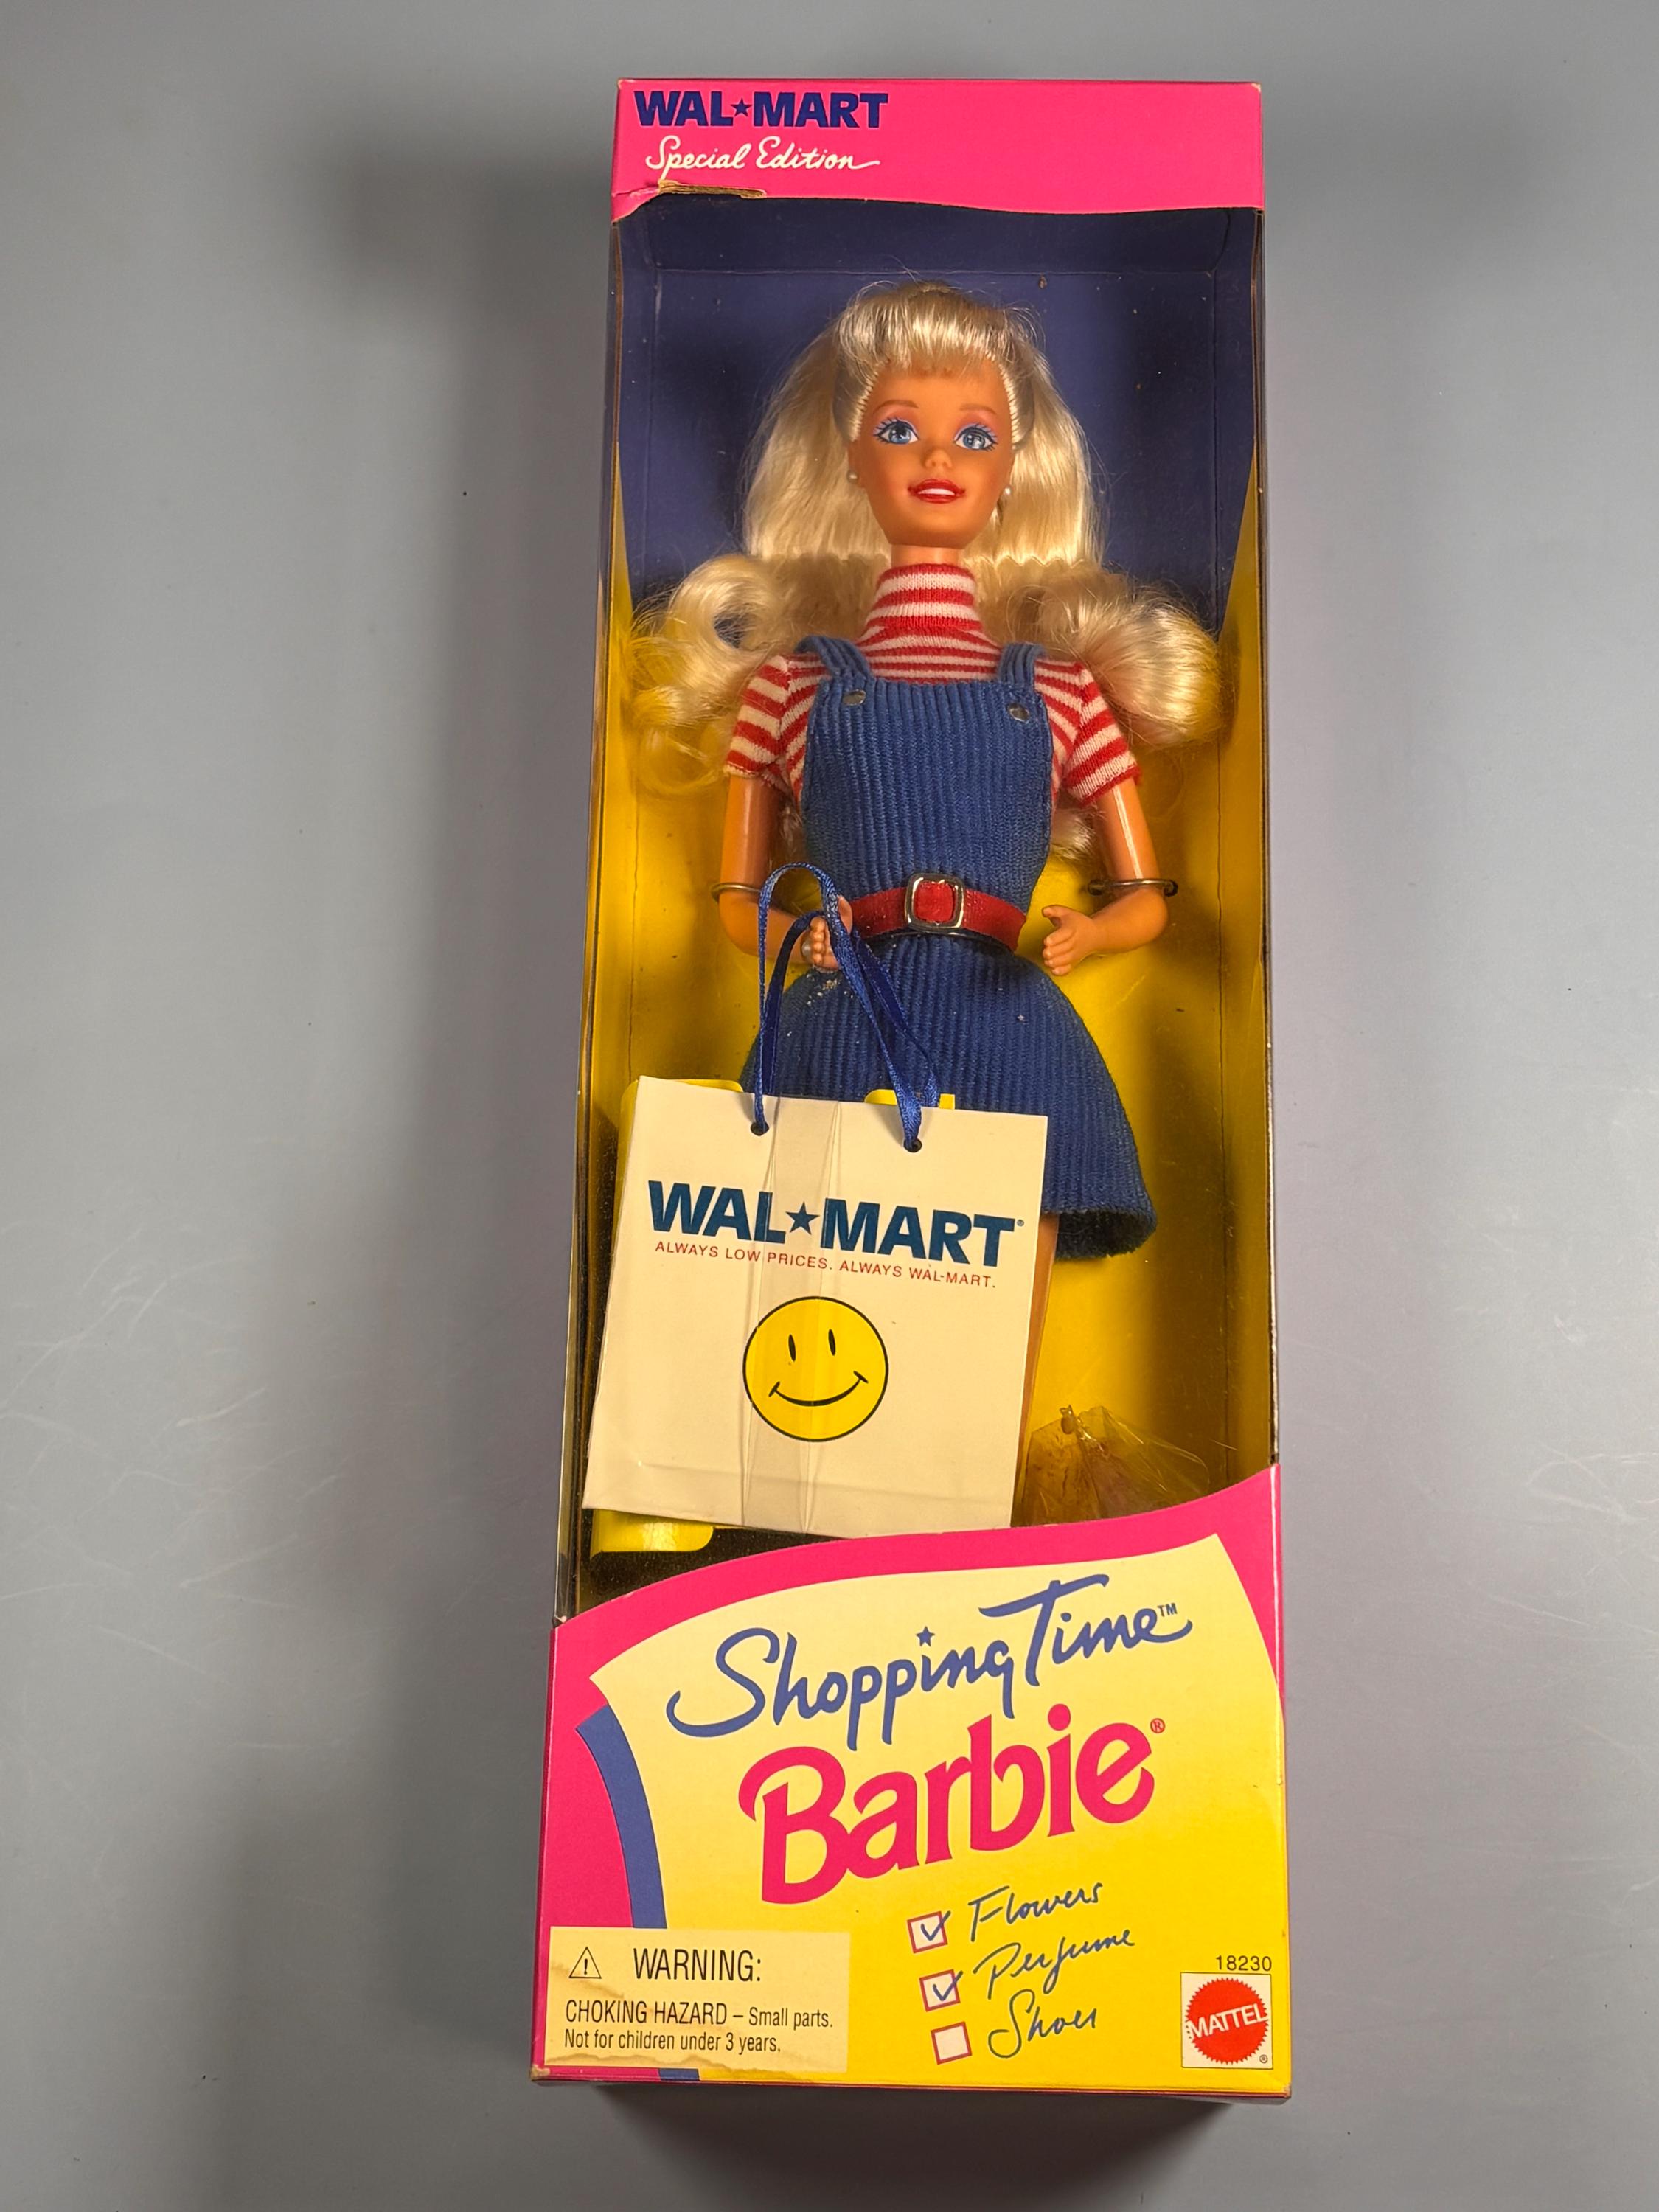 WAL★MART
Special Edition
WAL★MART®
ALWAYS LOW PRICES. ALWAYS WAL-MART.
Shopping Time™
Barbie®
Flowers
Perfume
Shoes
⚠ WARNING:
CHOKING HAZARD – Small parts.
Not for children under 3 years.
18230
MATTEL
®